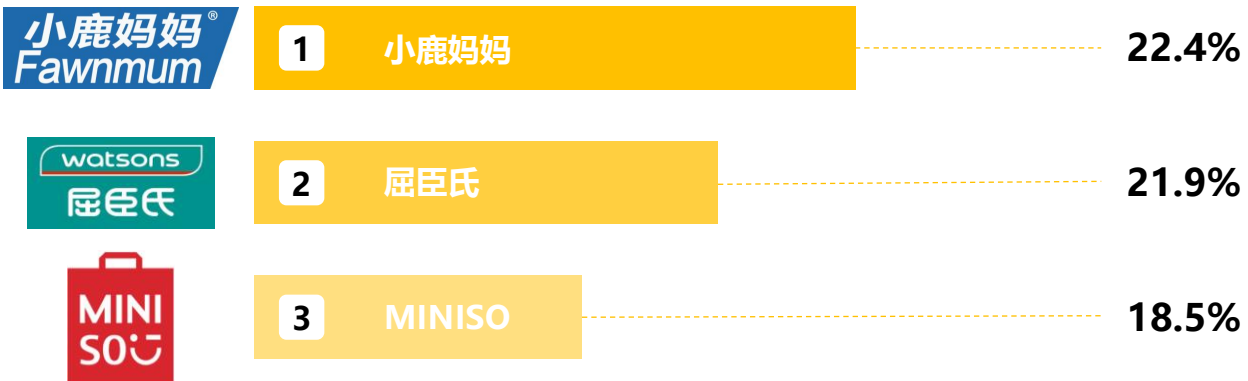 小鹿妈妈®
Fawnmum
1 小鹿妈妈 22.4%
watsons
屈臣氏
2 屈臣氏 21.9%
MINI
SO
3 MINISO 18.5%